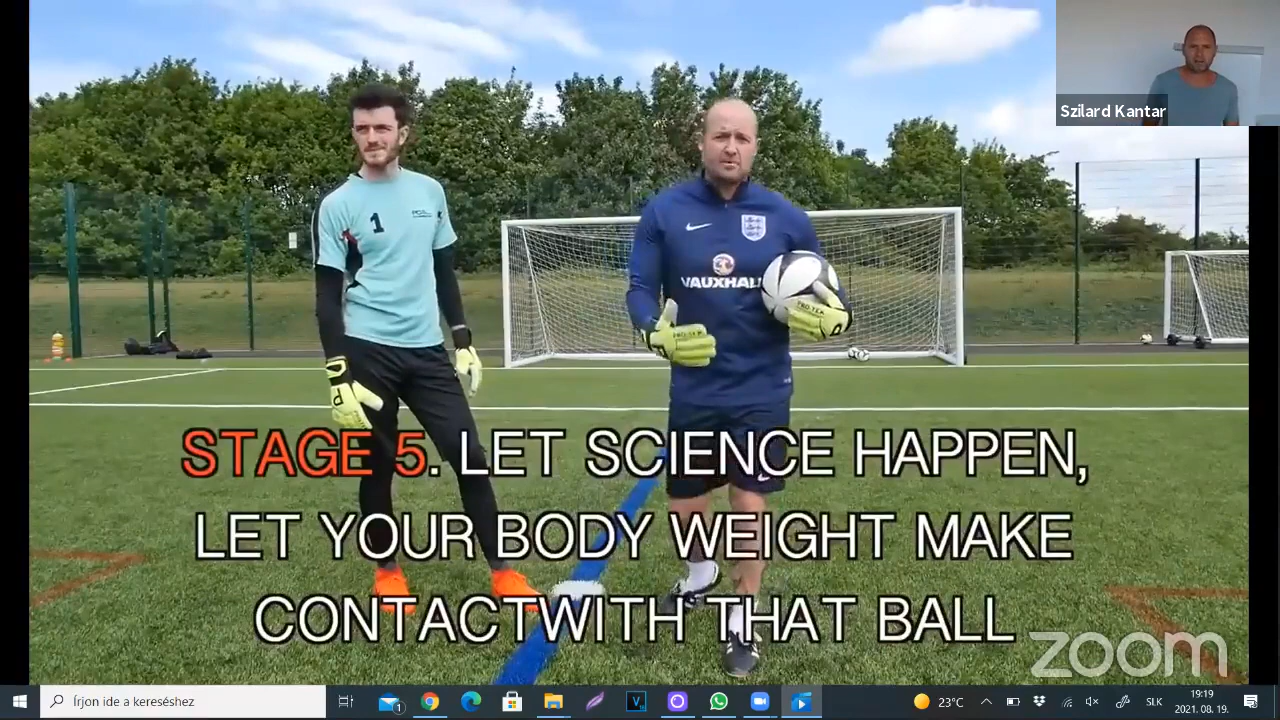 Szilard Kantar
1
VAUXHALL
STAGE 5. LET SCIENCE HAPPEN,
LET YOUR BODY WEIGHT MAKE
CONTACTWITH THAT BALL
zoom
Írjon ide a kereséshez
1
23°C
SLK
19:19
2021. 08. 19.